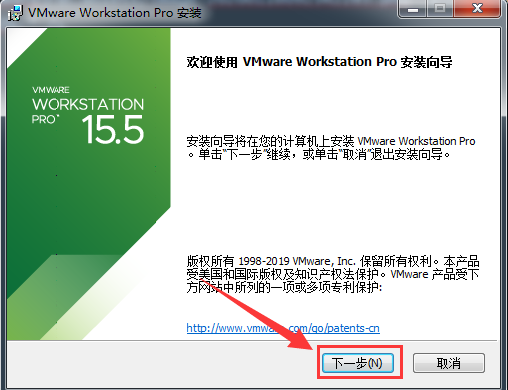 VMware Workstation Pro 安装
VMWARE
WORKSTATION
PRO™
15.5
欢迎使用 VMware Workstation Pro 安装向导
安装向导将在您的计算机上安装 VMware Workstation Pro
。单击“下一步”继续，或单击“取消”退出安装向导。
版权所有 1998-2019 VMware, Inc. 保留所有权利。本产品
受美国和国际版权及知识产权法保护。VMware 产品受下
方网站中所列的一项或多项专利保护:
http://www.vmware.com/go/patents-cn
下一步(N)
取消